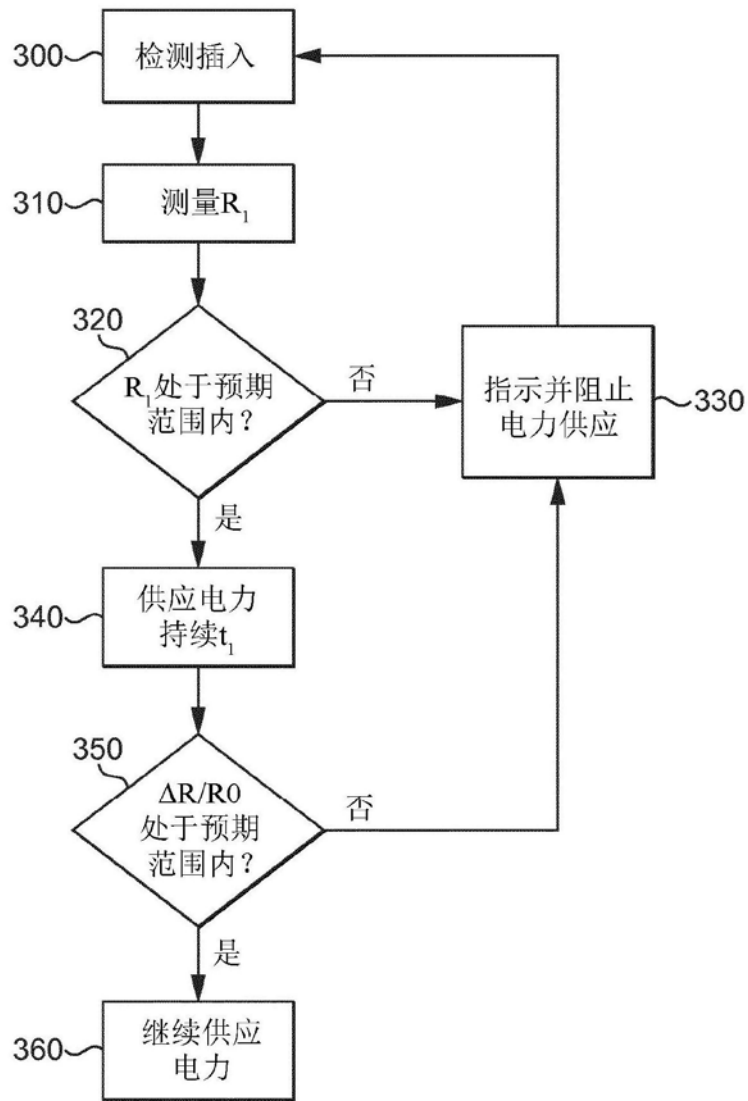 300
检测插入
310
测量R₁
320
R₁处于预期
范围内?
否
指示并阻止
电力供应
330
是
340
供应电力
持续t₁
350
ΔR/R0
处于预期
范围内?
否
是
360
继续供应
电力